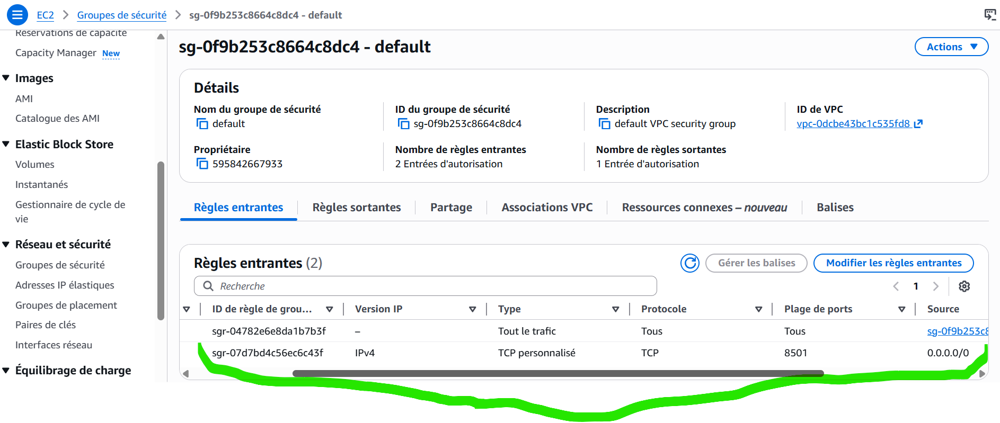 EC2 > Groupes de sécurité > sg-0f9b253c8664c8dc4 - default
Réservations de capacité
Capacity Manager New
Images
AMI
Catalogue des AMI
Elastic Block Store
Volumes
Instantanés
Gestionnaire de cycle de
vie
Réseau et sécurité
Groupes de sécurité
Adresses IP élastiques
Groupes de placement
Paires de clés
Interfaces réseau
Équilibrage de charge
sg-0f9b253c8664c8dc4 - default
Actions
Détails
Nom du groupe de sécurité
default
ID du groupe de sécurité
sg-0f9b253c8664c8dc4
Description
default VPC security group
ID de VPC
vpc-0dcbe43bc1c535fd8
Propriétaire
595842667933
Nombre de règles entrantes
2 Entrées d'autorisation
Nombre de règles sortantes
1 Entrée d'autorisation
Règles entrantes Règles sortantes Partage Associations VPC Ressources connexes – nouveau Balises
Règles entrantes (2)
Gérer les balises
Modifier les règles entrantes
Recherche
1
ID de règle de grou... Version IP Type Protocole Plage de ports Source
sgr-04782e6e8da1b7b3f – Tout le trafic Tous Tous sg-0f9b253c8
sgr-07d7bd4c56ec6c43f IPv4 TCP personnalisé TCP 8501 0.0.0.0/0